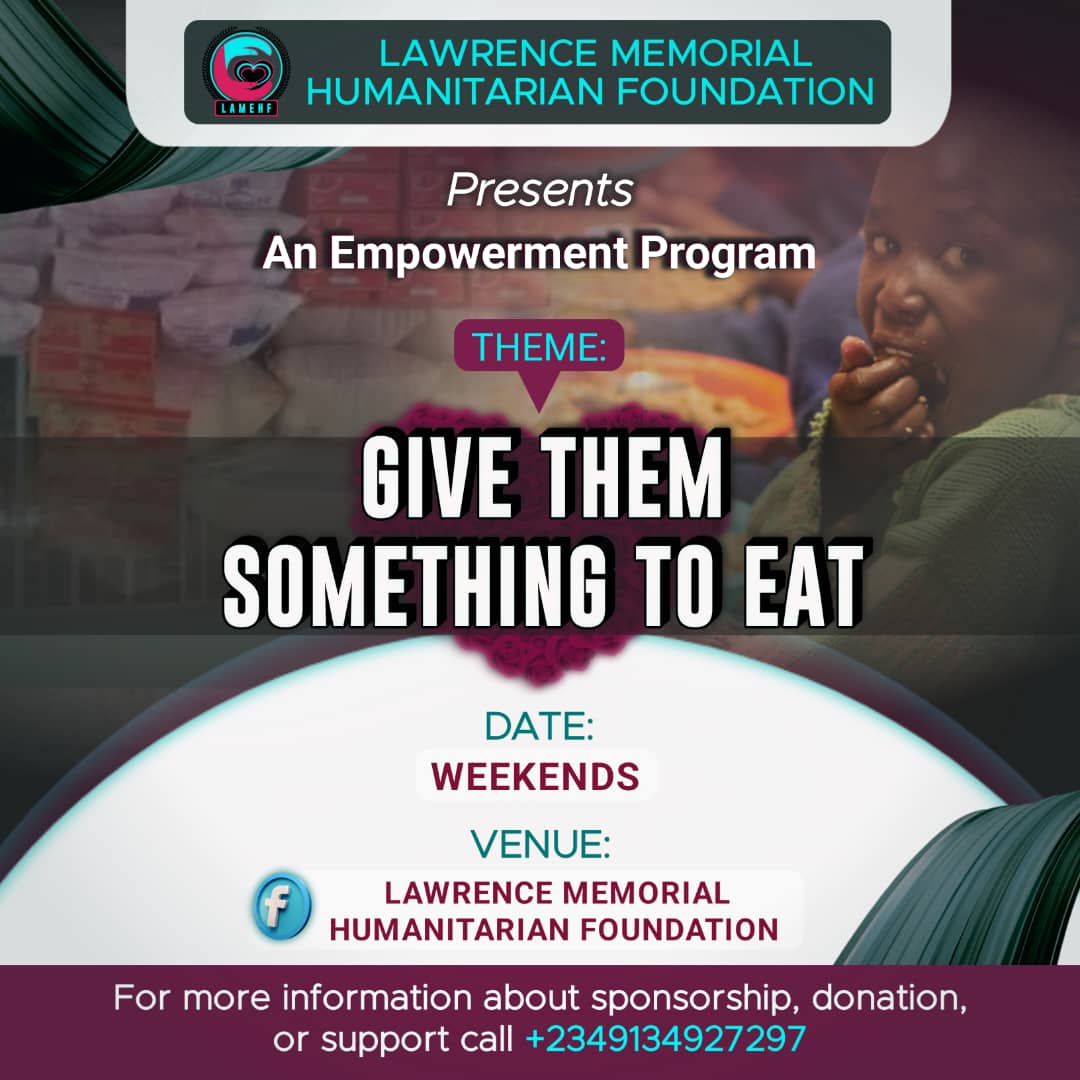 LAMEHF
LAWRENCE MEMORIAL
HUMANITARIAN FOUNDATION
Presents
An Empowerment Program
THEME:
GIVE THEM
SOMETHING TO EAT
DATE:
WEEKENDS
VENUE:
f
LAWRENCE MEMORIAL
HUMANITARIAN FOUNDATION
For more information about sponsorship, donation,
or support call +2349134927297